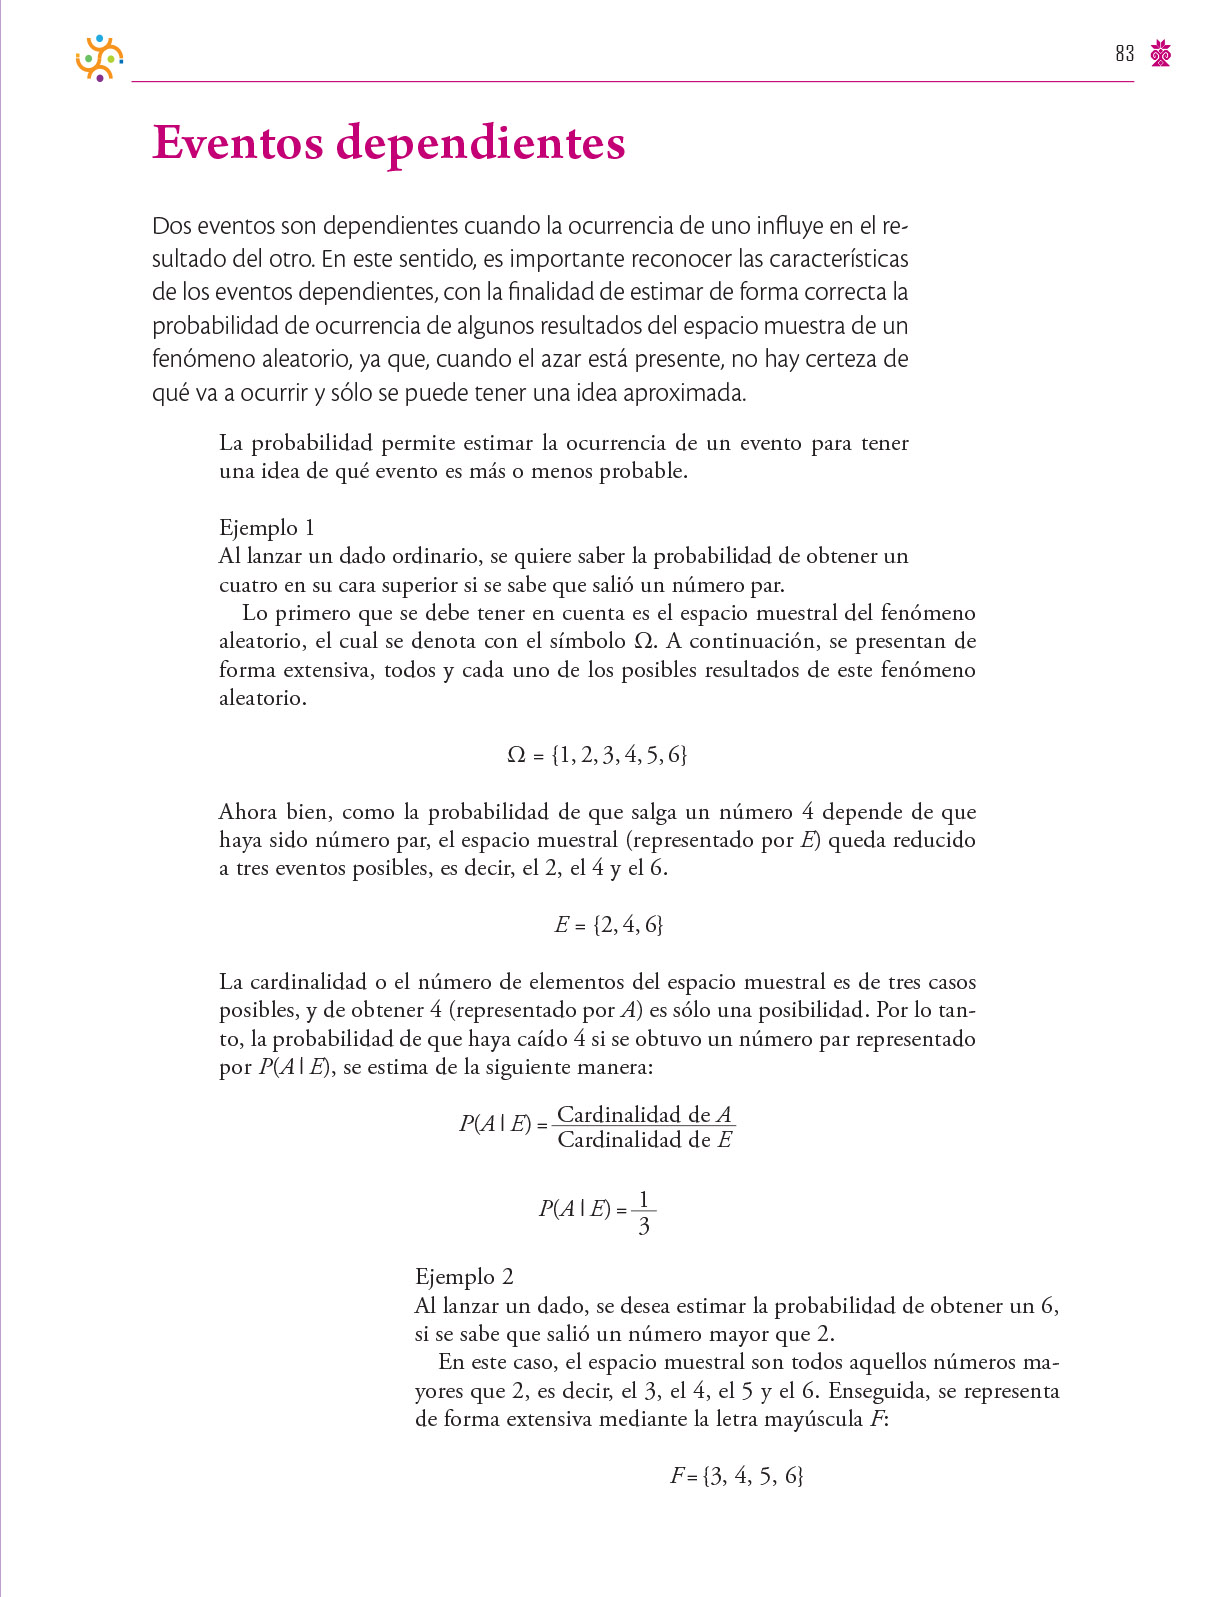 83
Eventos dependientes
Dos eventos son dependientes cuando la ocurrencia de uno influye en el re-
sultado del otro. En este sentido, es importante reconocer las características
de los eventos dependientes, con la finalidad de estimar de forma correcta la
probabilidad de ocurrencia de algunos resultados del espacio muestra de un
fenómeno aleatorio, ya que, cuando el azar está presente, no hay certeza de
qué va a ocurrir y sólo se puede tener una idea aproximada.
La probabilidad permite estimar la ocurrencia de un evento para tener
una idea de qué evento es más o menos probable.
Ejemplo 1
Al lanzar un dado ordinario, se quiere saber la probabilidad de obtener un
cuatro en su cara superior si se sabe que salió un número par.
Lo primero que se debe tener en cuenta es el espacio muestral del fenómeno
aleatorio, el cual se denota con el símbolo Ω. A continuación, se presentan de
forma extensiva, todos y cada uno de los posibles resultados de este fenómeno
aleatorio.
Ω = {1, 2, 3, 4, 5, 6}
Ahora bien, como la probabilidad de que salga un número 4 depende de que
haya sido número par, el espacio muestral (representado por E) queda reducido
a tres eventos posibles, es decir, el 2, el 4 y el 6.
E = {2, 4, 6}
La cardinalidad o el número de elementos del espacio muestral es de tres casos
posibles, y de obtener 4 (representado por A) es sólo una posibilidad. Por lo tan-
to, la probabilidad de que haya caído 4 si se obtuvo un número par representado
por P(A | E), se estima de la siguiente manera:
P(A | E) = Cardinalidad de A
Cardinalidad de E
P(A | E) = 1
3
Ejemplo 2
Al lanzar un dado, se desea estimar la probabilidad de obtener un 6,
si se sabe que salió un número mayor que 2.
En este caso, el espacio muestral son todos aquellos números ma-
yores que 2, es decir, el 3, el 4, el 5 y el 6. Enseguida, se representa
de forma extensiva mediante la letra mayúscula F:
F = {3, 4, 5, 6}